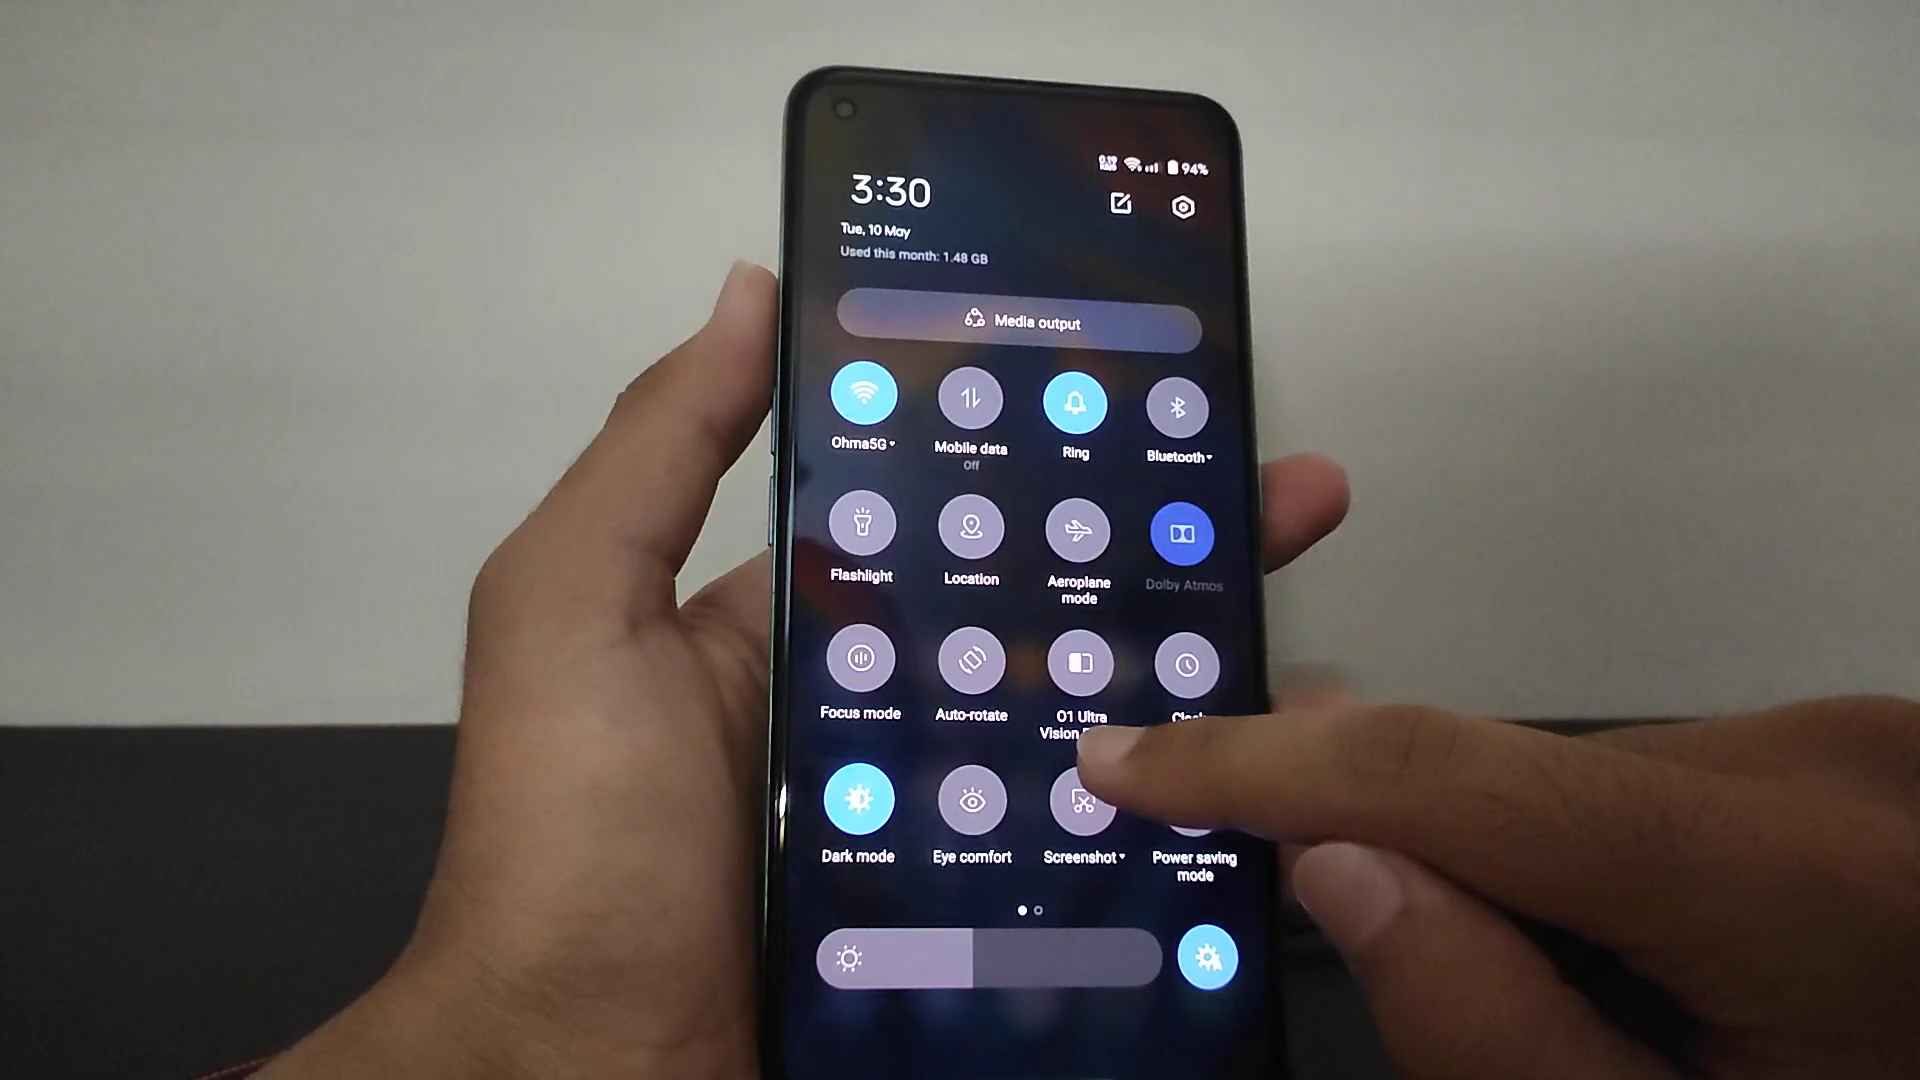 94%
3:30
Tue, 10 May
Used this month: 1.48 GB
Media output
Ohma5G
Mobile data
Off
Ring
Bluetooth
Flashlight
Location
Aeroplane
mode
Dolby Atmos
Focus mode
Auto-rotate
O1 Ultra
Vision
Dark mode
Eye comfort
Screenshot
Power saving
mode